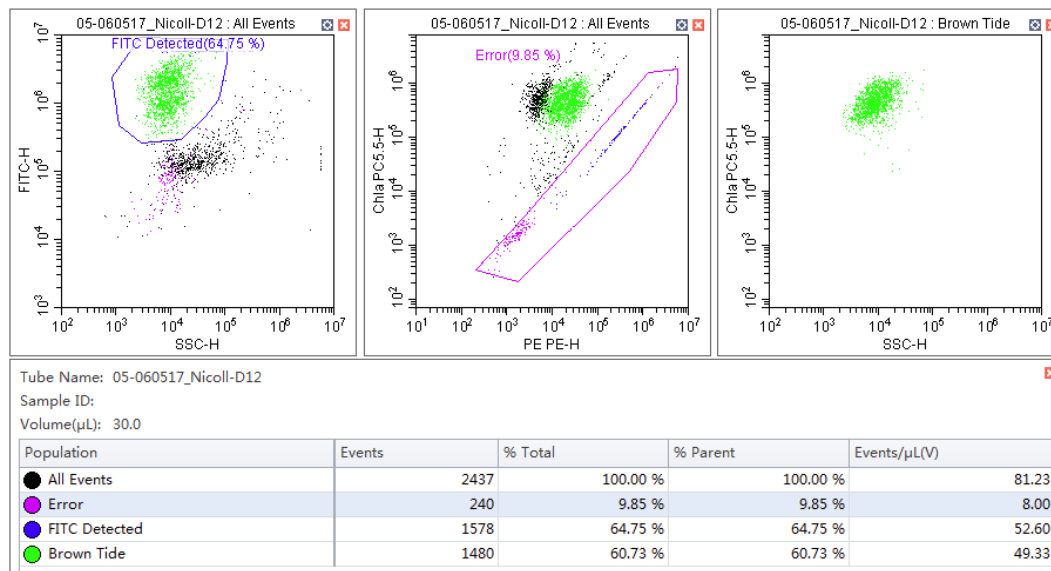 05-060517_Nicoll-D12 : All Events
FITC Detected(64.75 %)
FITC-H
10^7
10^6
10^5
10^4
10^3
10^2 10^3 10^4 10^5 10^6 10^7
SSC-H
05-060517_Nicoll-D12 : All Events
Error(9.85 %)
Chla PC5.5-H
10^6
10^5
10^4
10^3
10^2
10^1 10^2 10^3 10^4 10^5 10^6 10^7
PE PE-H
05-060517_Nicoll-D12 : Brown Tide
Chla PC5.5-H
10^6
10^5
10^4
10^3
10^2
10^2 10^3 10^4 10^5 10^6 10^7
SSC-H
Tube Name: 05-060517_Nicoll-D12
Sample ID:
Volume(μL): 30.0
Population Events % Total % Parent Events/μL(V)
All Events 2437 100.00 % 100.00 % 81.23
Error 240 9.85 % 9.85 % 8.00
FITC Detected 1578 64.75 % 64.75 % 52.60
Brown Tide 1480 60.73 % 60.73 % 49.33